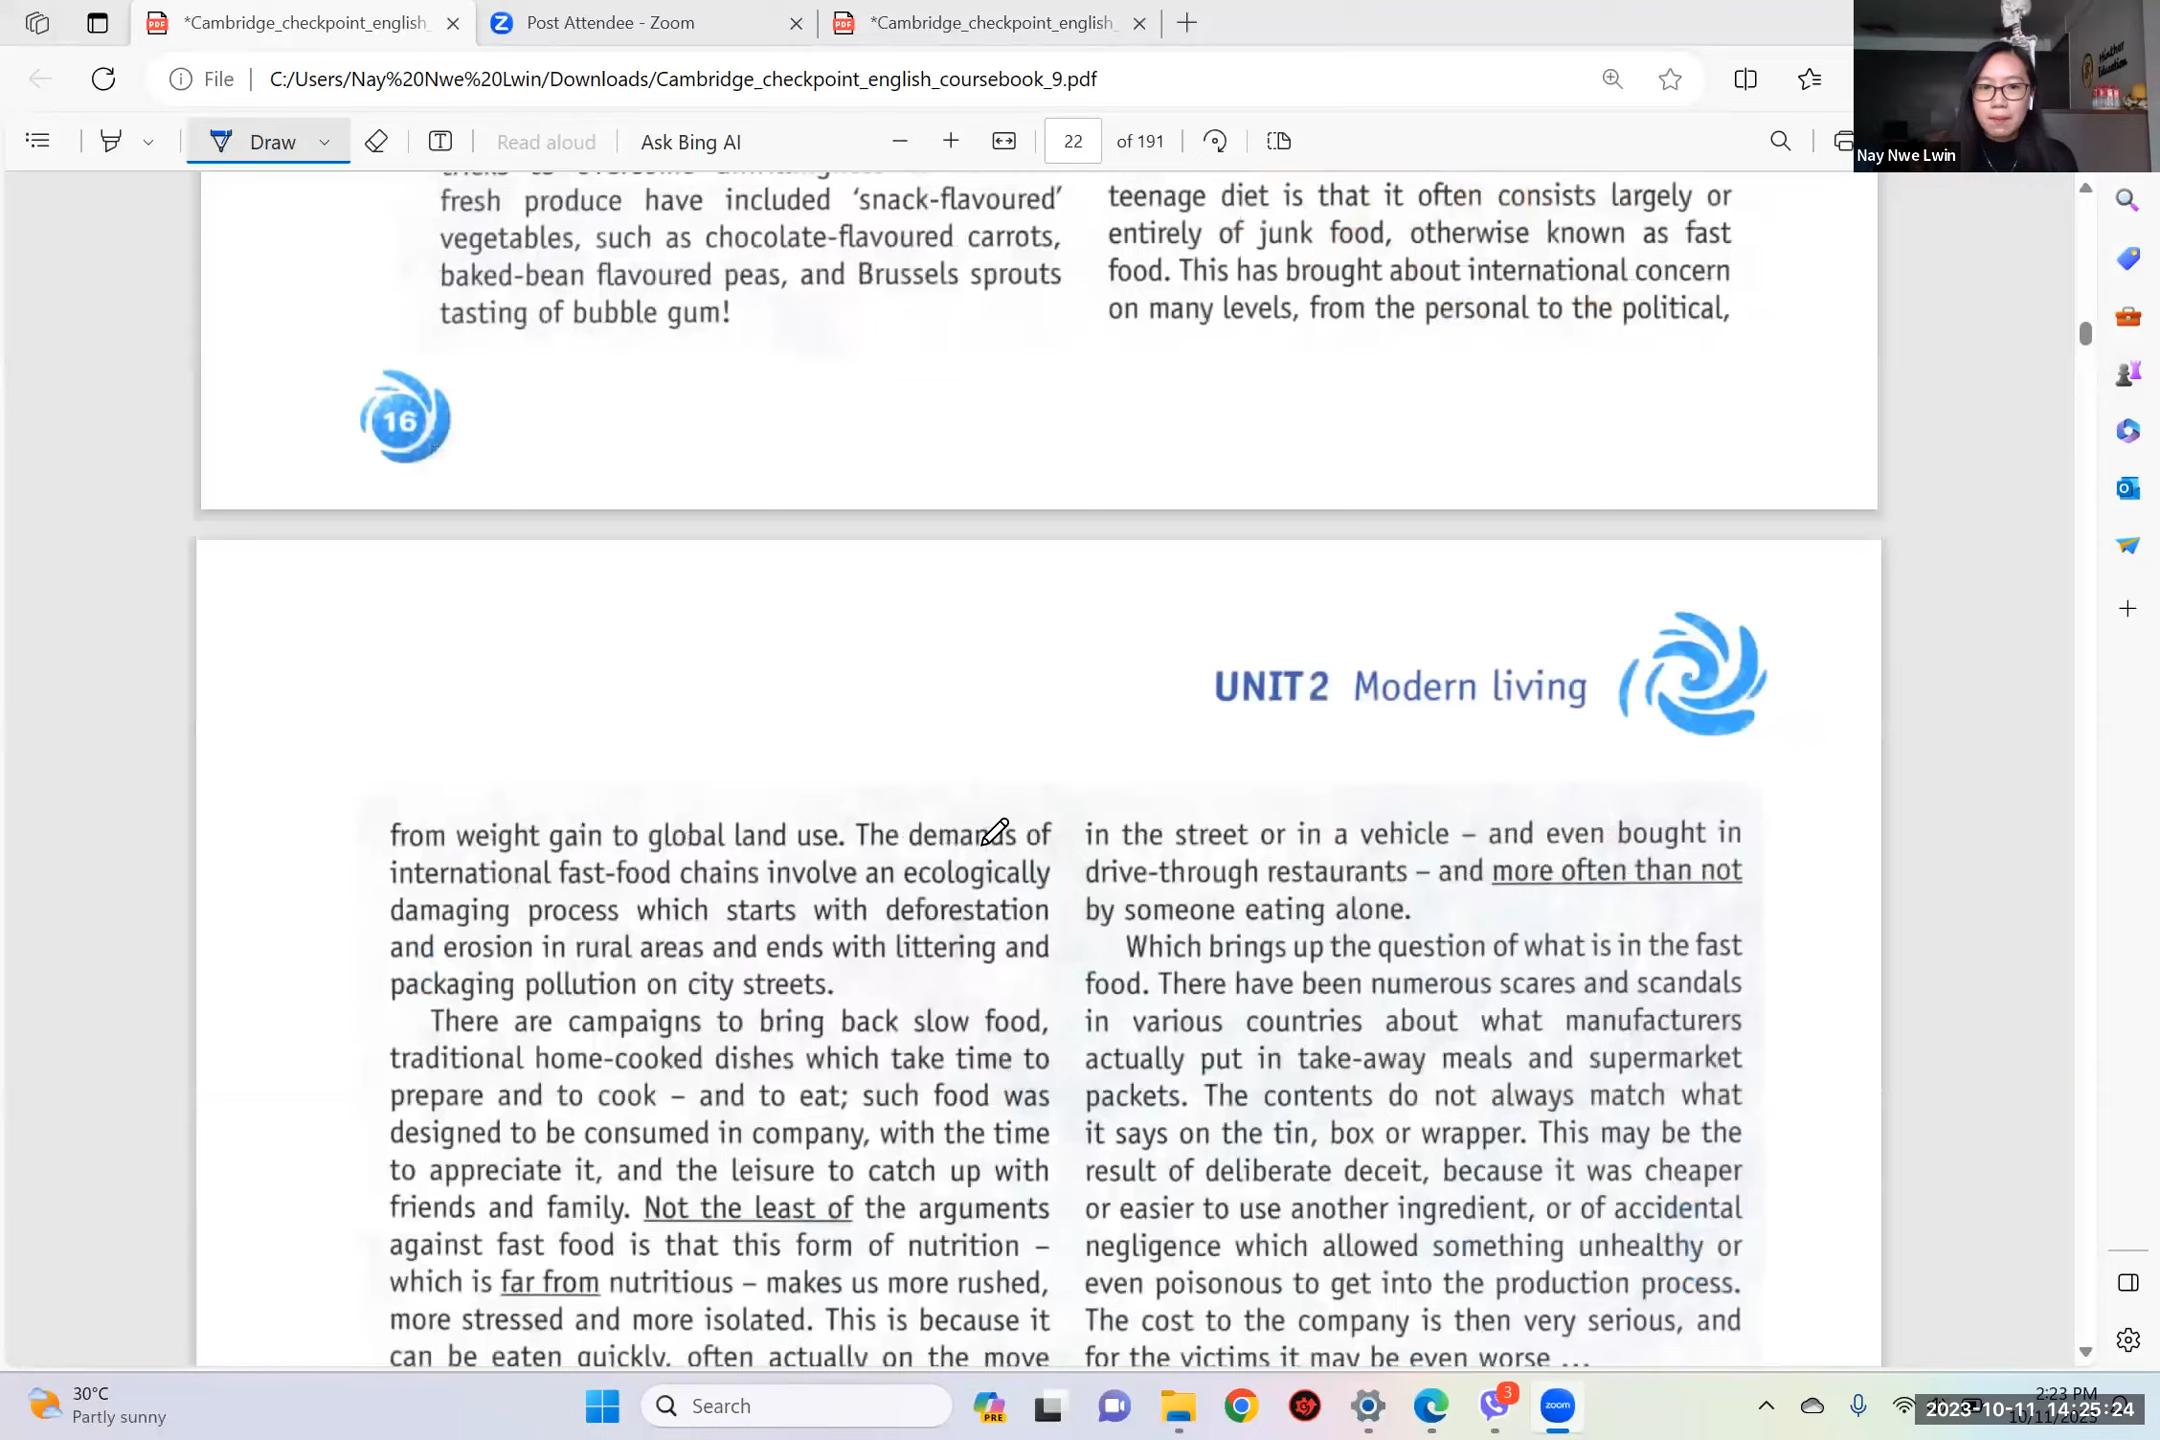 *Cambridge_checkpoint_english_
Post Attendee - Zoom
*Cambridge_checkpoint_english_
File
C:/Users/Nay%20Nwe%20Lwin/Downloads/Cambridge_checkpoint_english_coursebook_9.pdf
Draw
Read aloud
Ask Bing AI
22
of 191
Nay Nwe Lwin
fresh produce have included ‘snack-flavoured’
vegetables, such as chocolate-flavoured carrots,
baked-bean flavoured peas, and Brussels sprouts
tasting of bubble gum!
teenage diet is that it often consists largely or
entirely of junk food, otherwise known as fast
food. This has brought about international concern
on many levels, from the personal to the political,
16
UNIT 2 Modern living
from weight gain to global land use. The demands of
international fast-food chains involve an ecologically
damaging process which starts with deforestation
and erosion in rural areas and ends with littering and
packaging pollution on city streets.
There are campaigns to bring back slow food,
traditional home-cooked dishes which take time to
prepare and to cook – and to eat; such food was
designed to be consumed in company, with the time
to appreciate it, and the leisure to catch up with
friends and family. Not the least of the arguments
against fast food is that this form of nutrition –
which is far from nutritious – makes us more rushed,
more stressed and more isolated. This is because it
can be eaten quickly, often actually on the move
in the street or in a vehicle – and even bought in
drive-through restaurants – and more often than not
by someone eating alone.
Which brings up the question of what is in the fast
food. There have been numerous scares and scandals
in various countries about what manufacturers
actually put in take-away meals and supermarket
packets. The contents do not always match what
it says on the tin, box or wrapper. This may be the
result of deliberate deceit, because it was cheaper
or easier to use another ingredient, or of accidental
negligence which allowed something unhealthy or
even poisonous to get into the production process.
The cost to the company is then very serious, and
for the victims it may be even worse ...
30°C
Partly sunny
Search
PRE
3
zoom
2:23 PM
2023-10-11 14:25:24